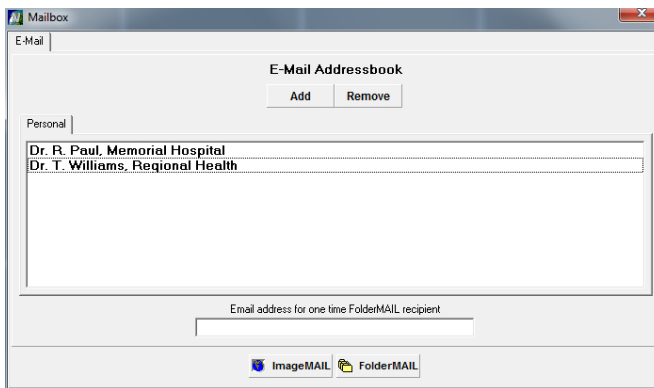 Mailbox
E-Mail
E-Mail Addressbook
Add Remove
Personal
Dr. R. Paul, Memorial Hospital
Dr. T. Williams, Regional Health
Email address for one time FolderMAIL recipient
ImageMAIL FolderMAIL